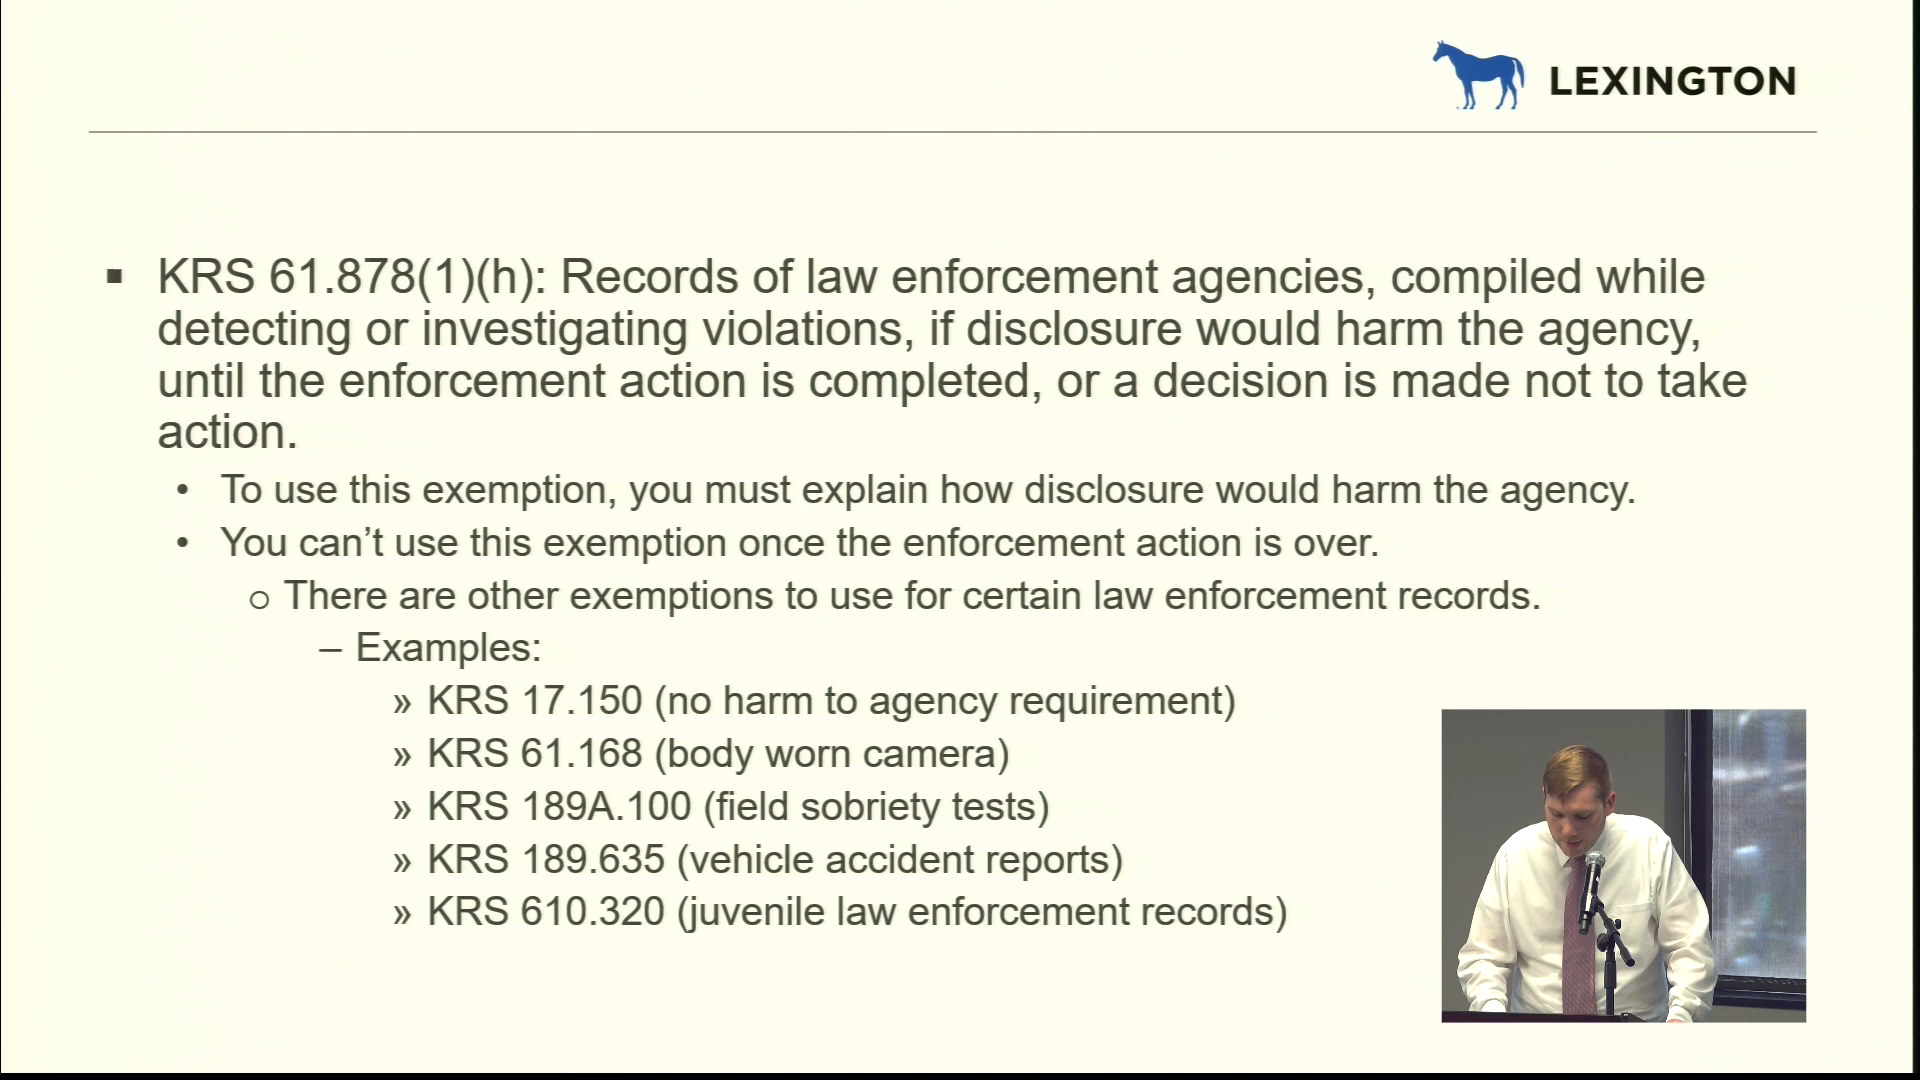 LEXINGTON
▪ KRS 61.878(1)(h): Records of law enforcement agencies, compiled while
detecting or investigating violations, if disclosure would harm the agency,
until the enforcement action is completed, or a decision is made not to take
action.
• To use this exemption, you must explain how disclosure would harm the agency.
• You can’t use this exemption once the enforcement action is over.
o There are other exemptions to use for certain law enforcement records.
– Examples:
» KRS 17.150 (no harm to agency requirement)
» KRS 61.168 (body worn camera)
» KRS 189A.100 (field sobriety tests)
» KRS 189.635 (vehicle accident reports)
» KRS 610.320 (juvenile law enforcement records)